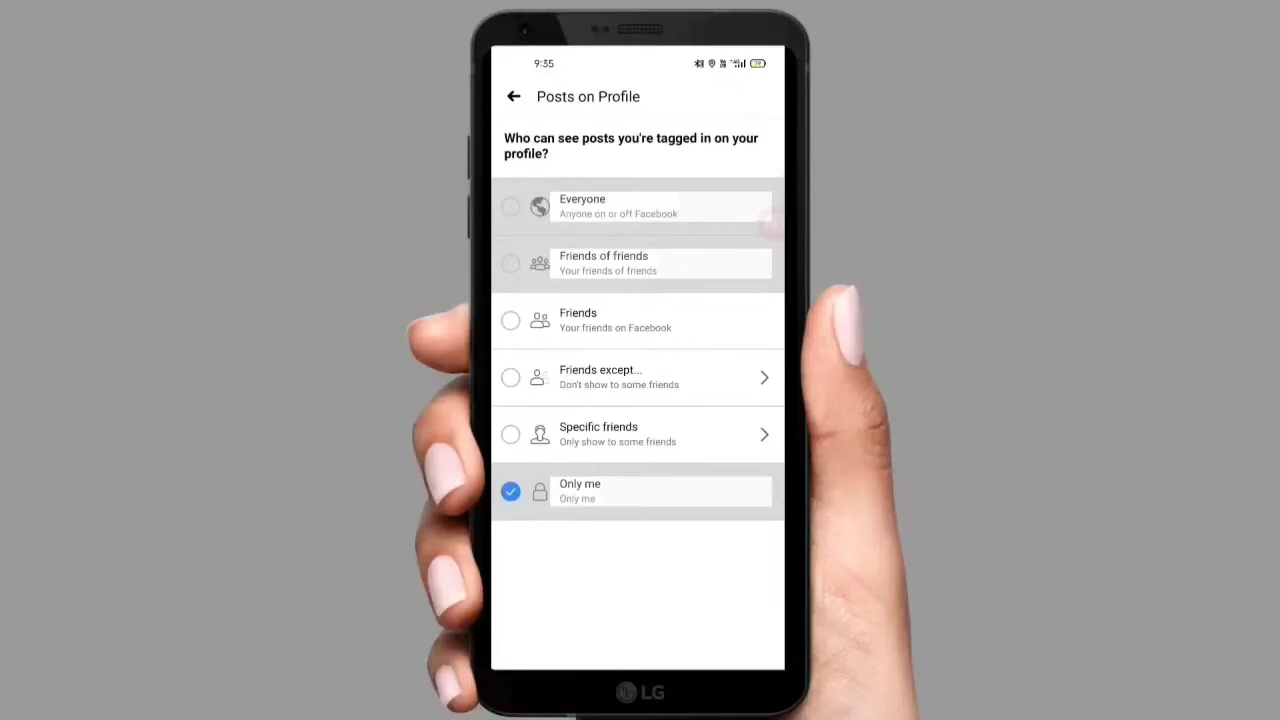 9:35
Posts on Profile
Who can see posts you're tagged in on your
profile?
Everyone
Anyone on or off Facebook
Friends of friends
Your friends of friends
Friends
Your friends on Facebook
Friends except...
Don't show to some friends
Specific friends
Only show to some friends
Only me
Only me
LG